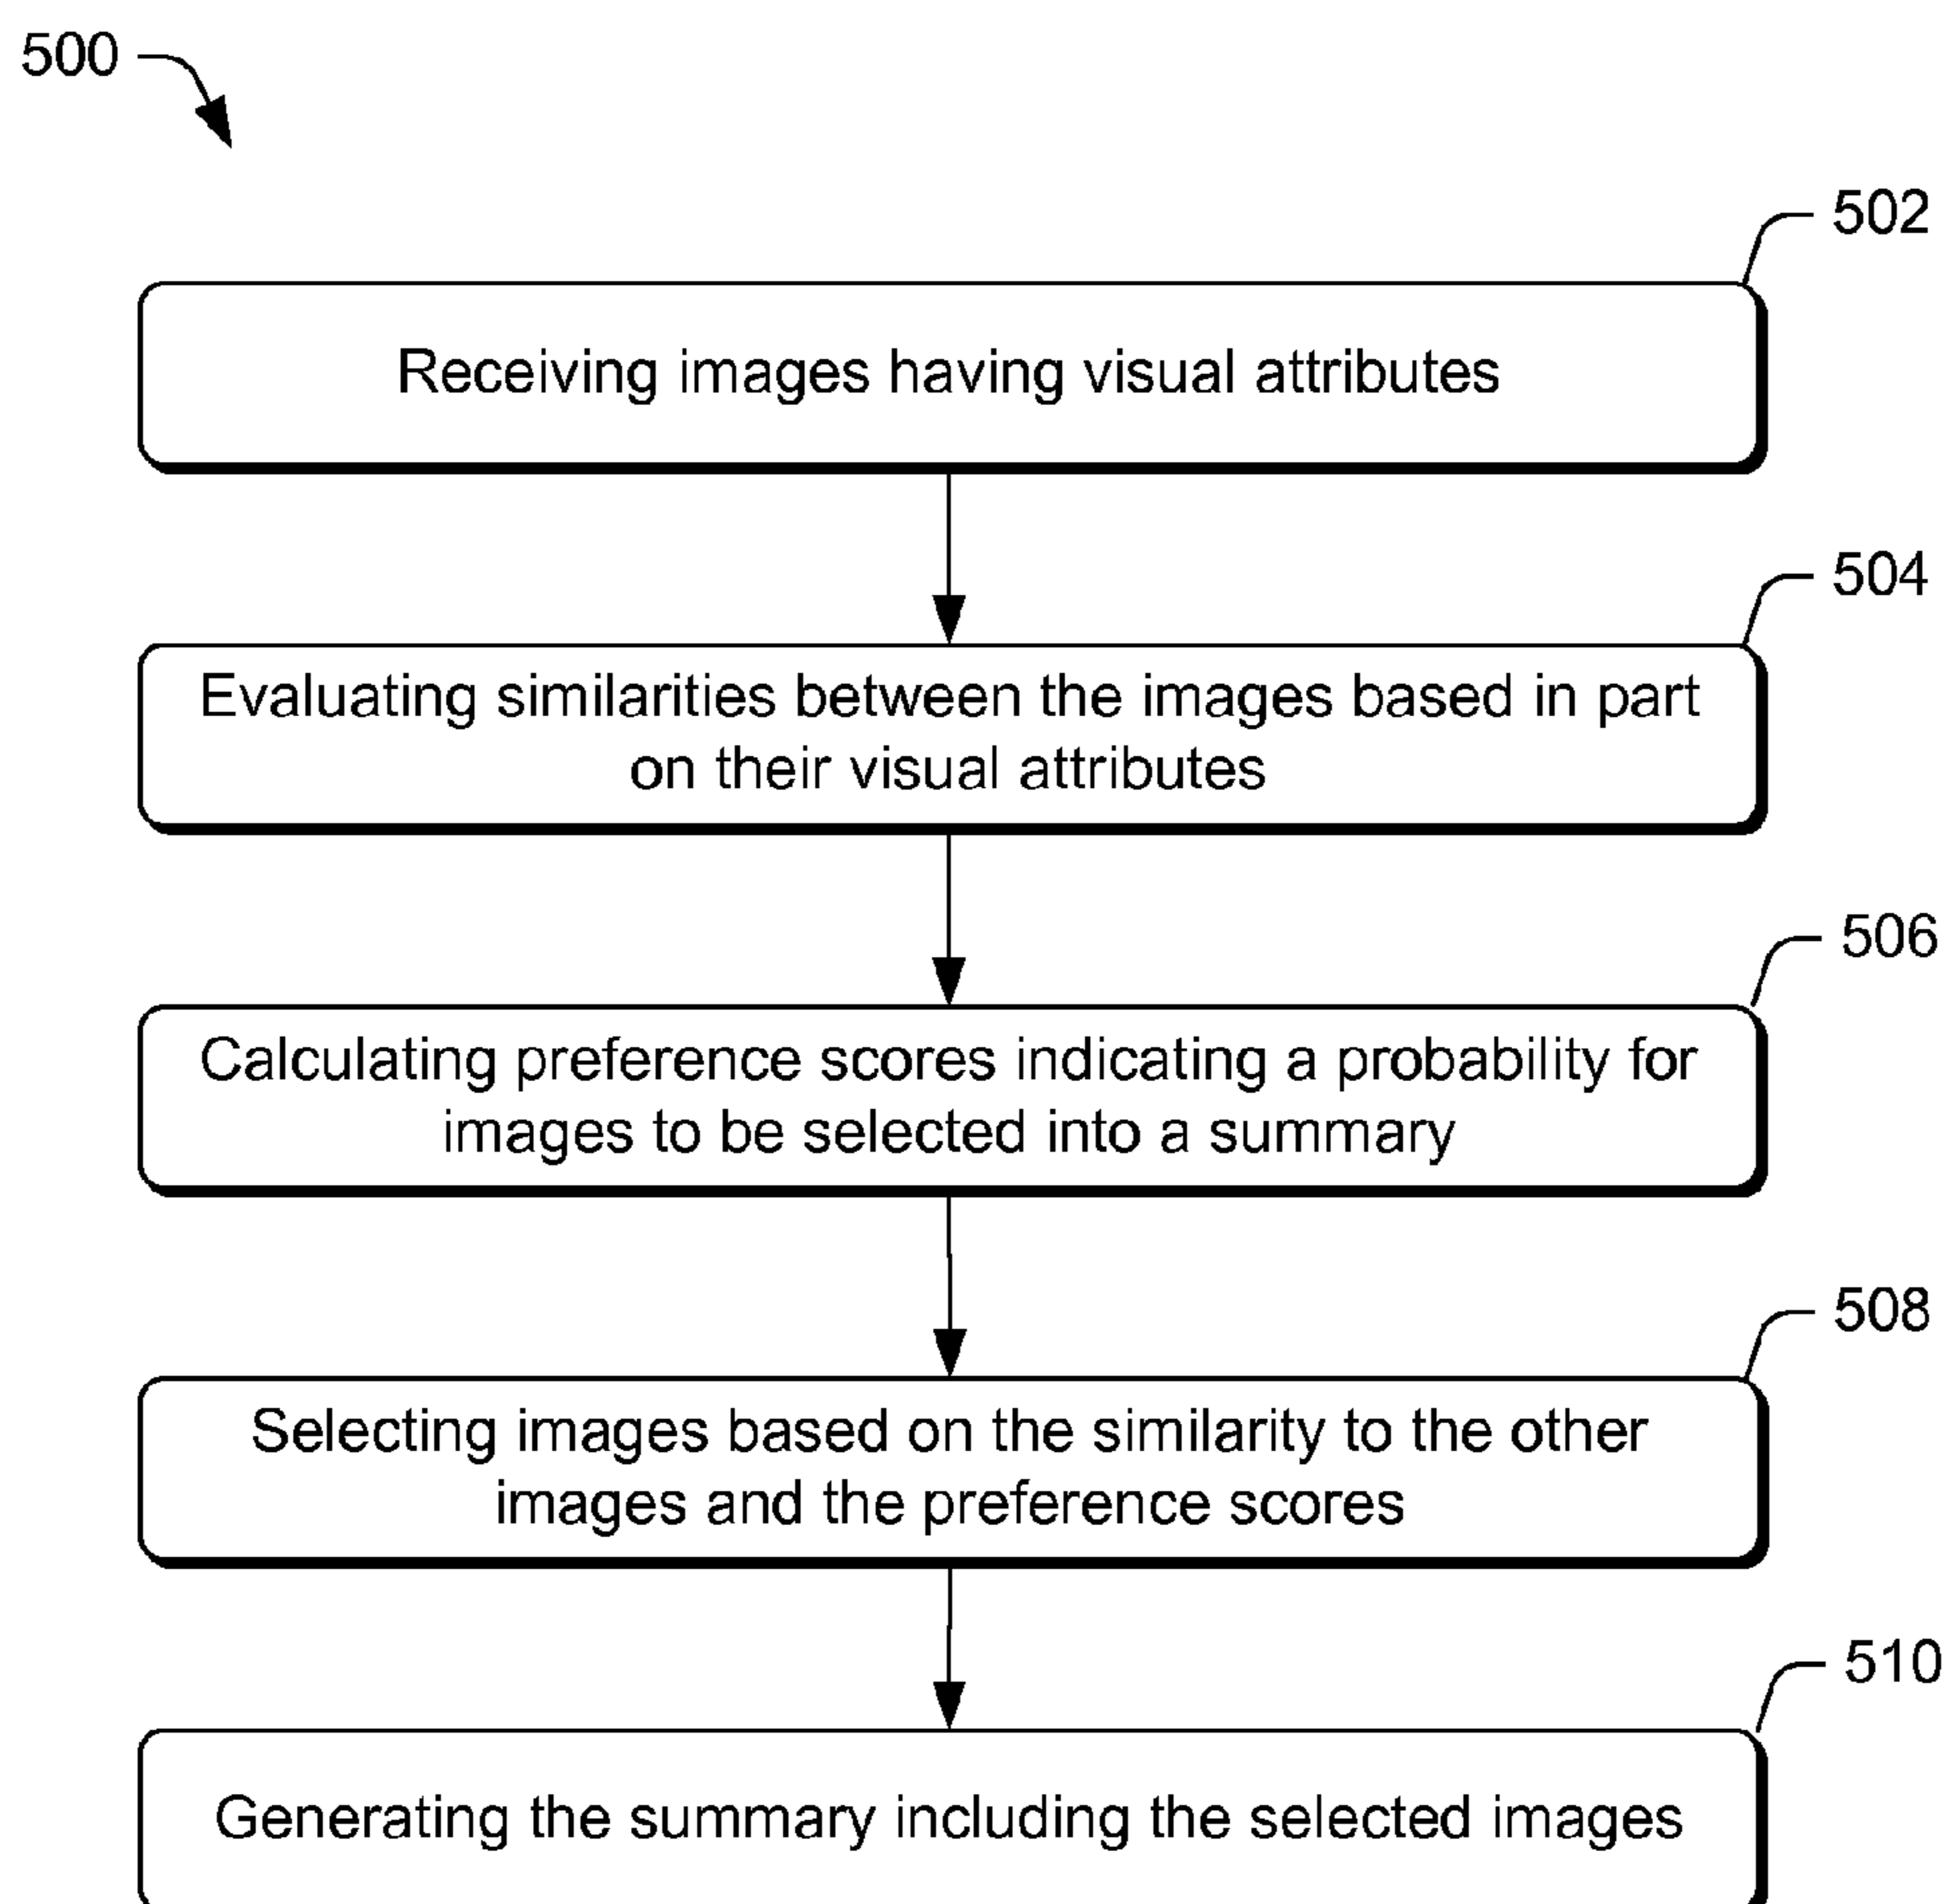 500
502
Receiving images having visual attributes
504
Evaluating similarities between the images based in part
on their visual attributes
506
Calculating preference scores indicating a probability for
images to be selected into a summary
508
Selecting images based on the similarity to the other
images and the preference scores
510
Generating the summary including the selected images